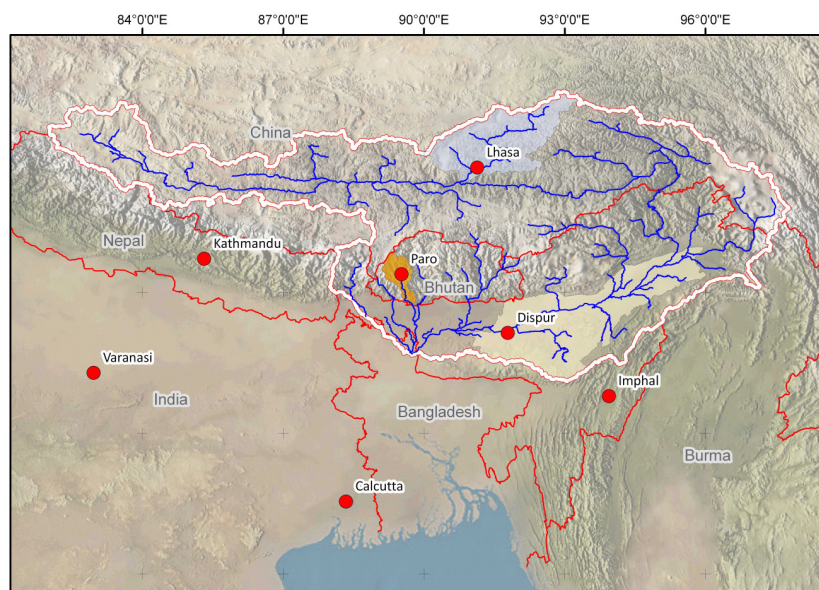 84°0'0"E 87°0'0"E 90°0'0"E 93°0'0"E 96°0'0"E
China
Lhasa
Nepal
Kathmandu
Paro
Bhutan
Dispur
Varanasi
Imphal
India
Bangladesh
Burma
Calcutta